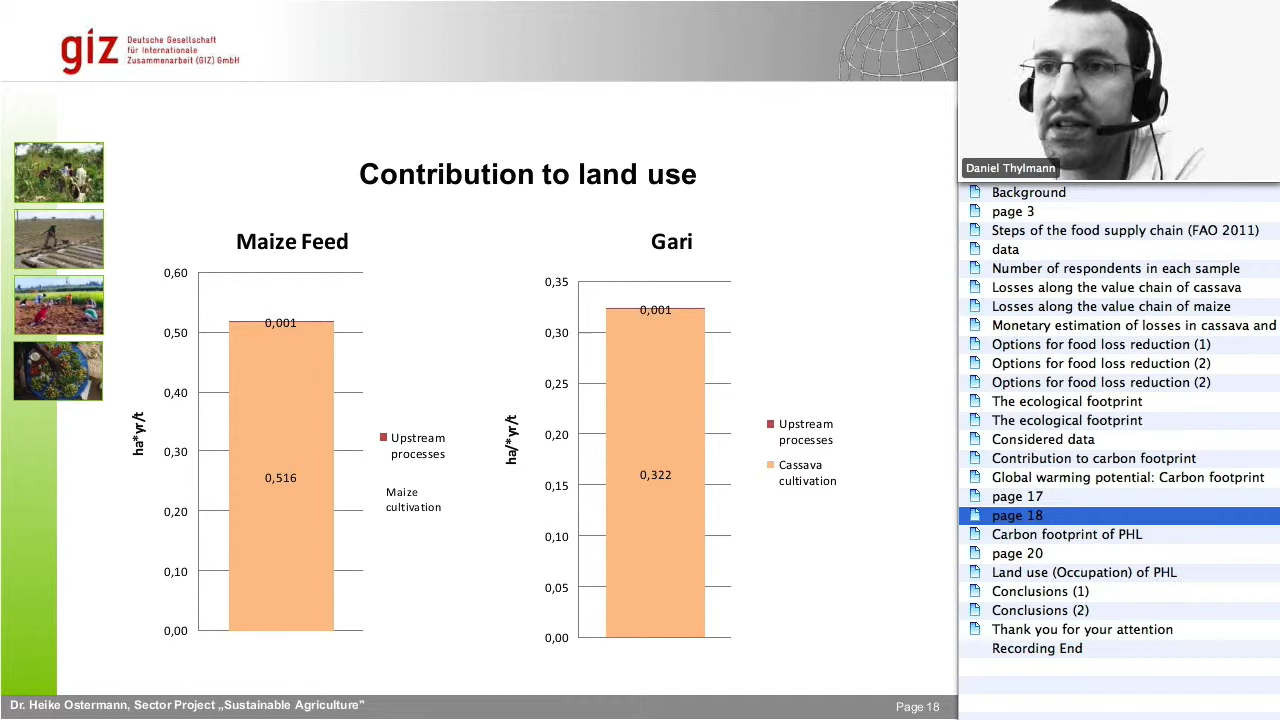 giz
Deutsche Gesellschaft
für Internationale
Zusammenarbeit (GIZ) GmbH
Contribution to land use
Maize Feed
0,60
0,50
0,40
0,30
0,20
0,10
0,00
ha*yr/t
0,001
0,516
Upstream
processes
Maize
cultivation
Gari
0,35
0,30
0,25
0,20
0,15
0,10
0,05
0,00
ha/*yr/t
0,001
0,322
Upstream
processes
Cassava
cultivation
Dr. Heike Ostermann, Sector Project „Sustainable Agriculture"
Page 18
Daniel Thylmann
Background
page 3
Steps of the food supply chain (FAO 2011)
data
Number of respondents in each sample
Losses along the value chain of cassava
Losses along the value chain of maize
Monetary estimation of losses in cassava and
Options for food loss reduction (1)
Options for food loss reduction (2)
Options for food loss reduction (2)
The ecological footprint
The ecological footprint
Considered data
Contribution to carbon footprint
Global warming potential: Carbon footprint
page 17
page 18
Carbon footprint of PHL
page 20
Land use (Occupation) of PHL
Conclusions (1)
Conclusions (2)
Thank you for your attention
Recording End